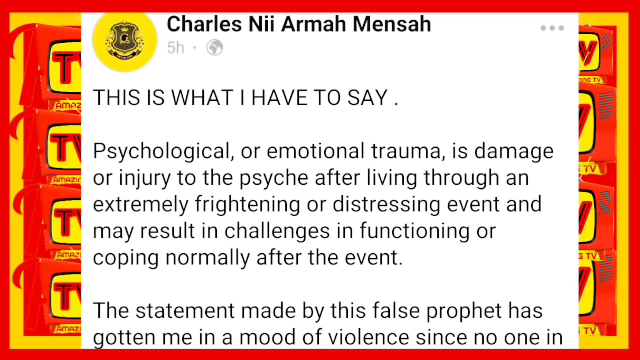 Charles Nii Armah Mensah
5h
THIS IS WHAT I HAVE TO SAY .
Psychological, or emotional trauma, is damage
or injury to the psyche after living through an
extremely frightening or distressing event and
may result in challenges in functioning or
coping normally after the event.
The statement made by this false prophet has
gotten me in a mood of violence since no one in